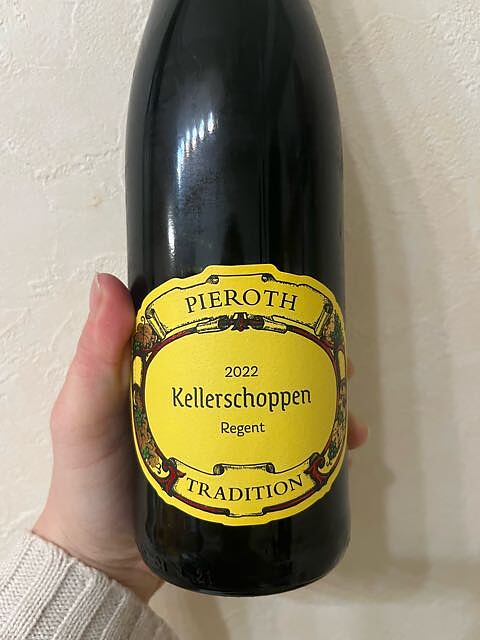 PIEROTH
2022
Kellerschoppen
Regent
TRADITION